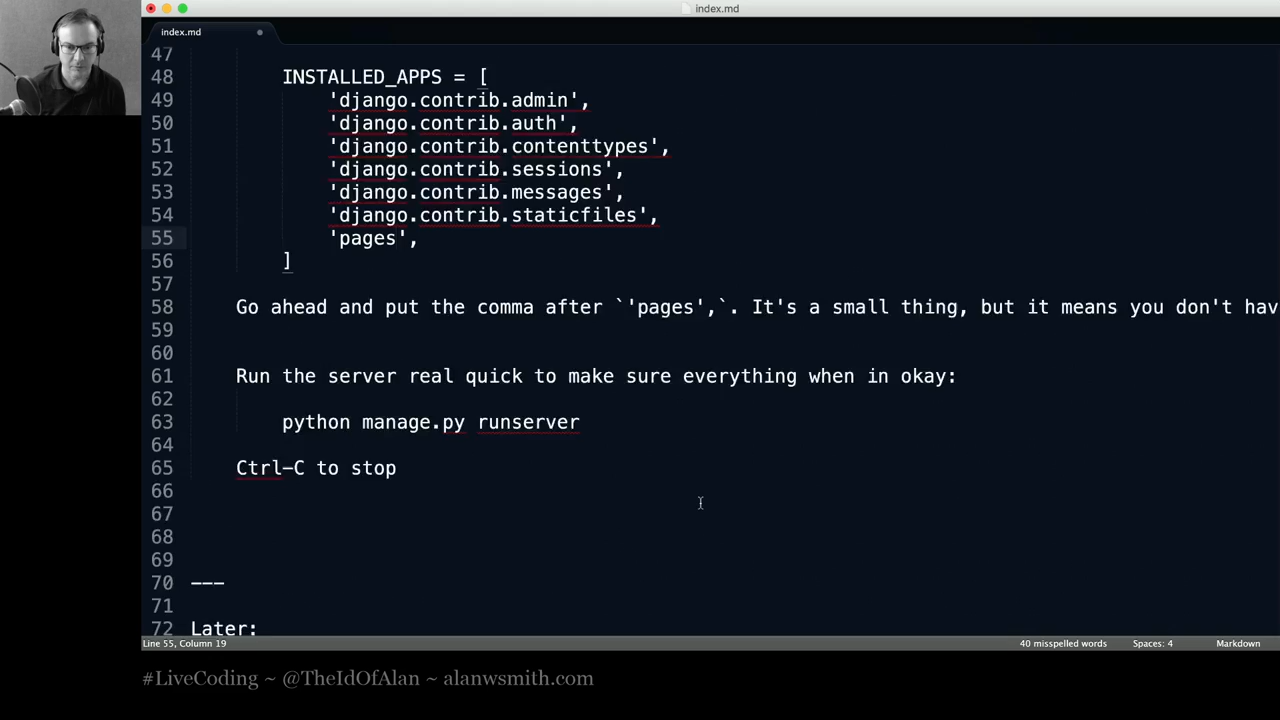 index.md
index.md
47
48 INSTALLED_APPS = [
49 'django.contrib.admin',
50 'django.contrib.auth',
51 'django.contrib.contenttypes',
52 'django.contrib.sessions',
53 'django.contrib.messages',
54 'django.contrib.staticfiles',
55 'pages',
56 ]
57
58 Go ahead and put the comma after `'pages',`. It's a small thing, but it means you don't hav
59
60
61 Run the server real quick to make sure everything when in okay:
62
63 python manage.py runserver
64
65 Ctrl-C to stop
66
67
68
69
70 ---
71
72 Later:
Line 55, Column 19 40 misspelled words Spaces: 4 Markdown
#LiveCoding ~ @TheIdOfAlan ~ alanwsmith.com